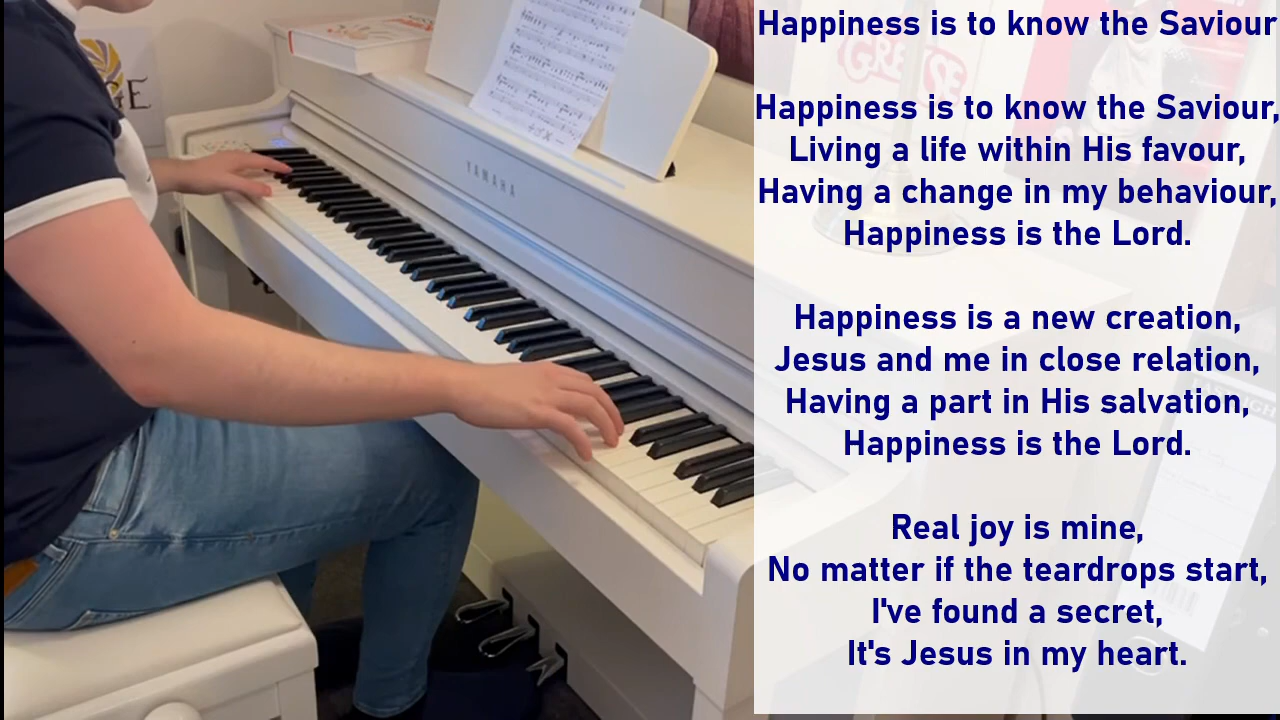 Happiness is to know the Saviour
Happiness is to know the Saviour,
Living a life within His favour,
Having a change in my behaviour,
Happiness is the Lord.
Happiness is a new creation,
Jesus and me in close relation,
Having a part in His salvation,
Happiness is the Lord.
Real joy is mine,
No matter if the teardrops start,
I've found a secret,
It's Jesus in my heart.
YAMAHA
GREASE